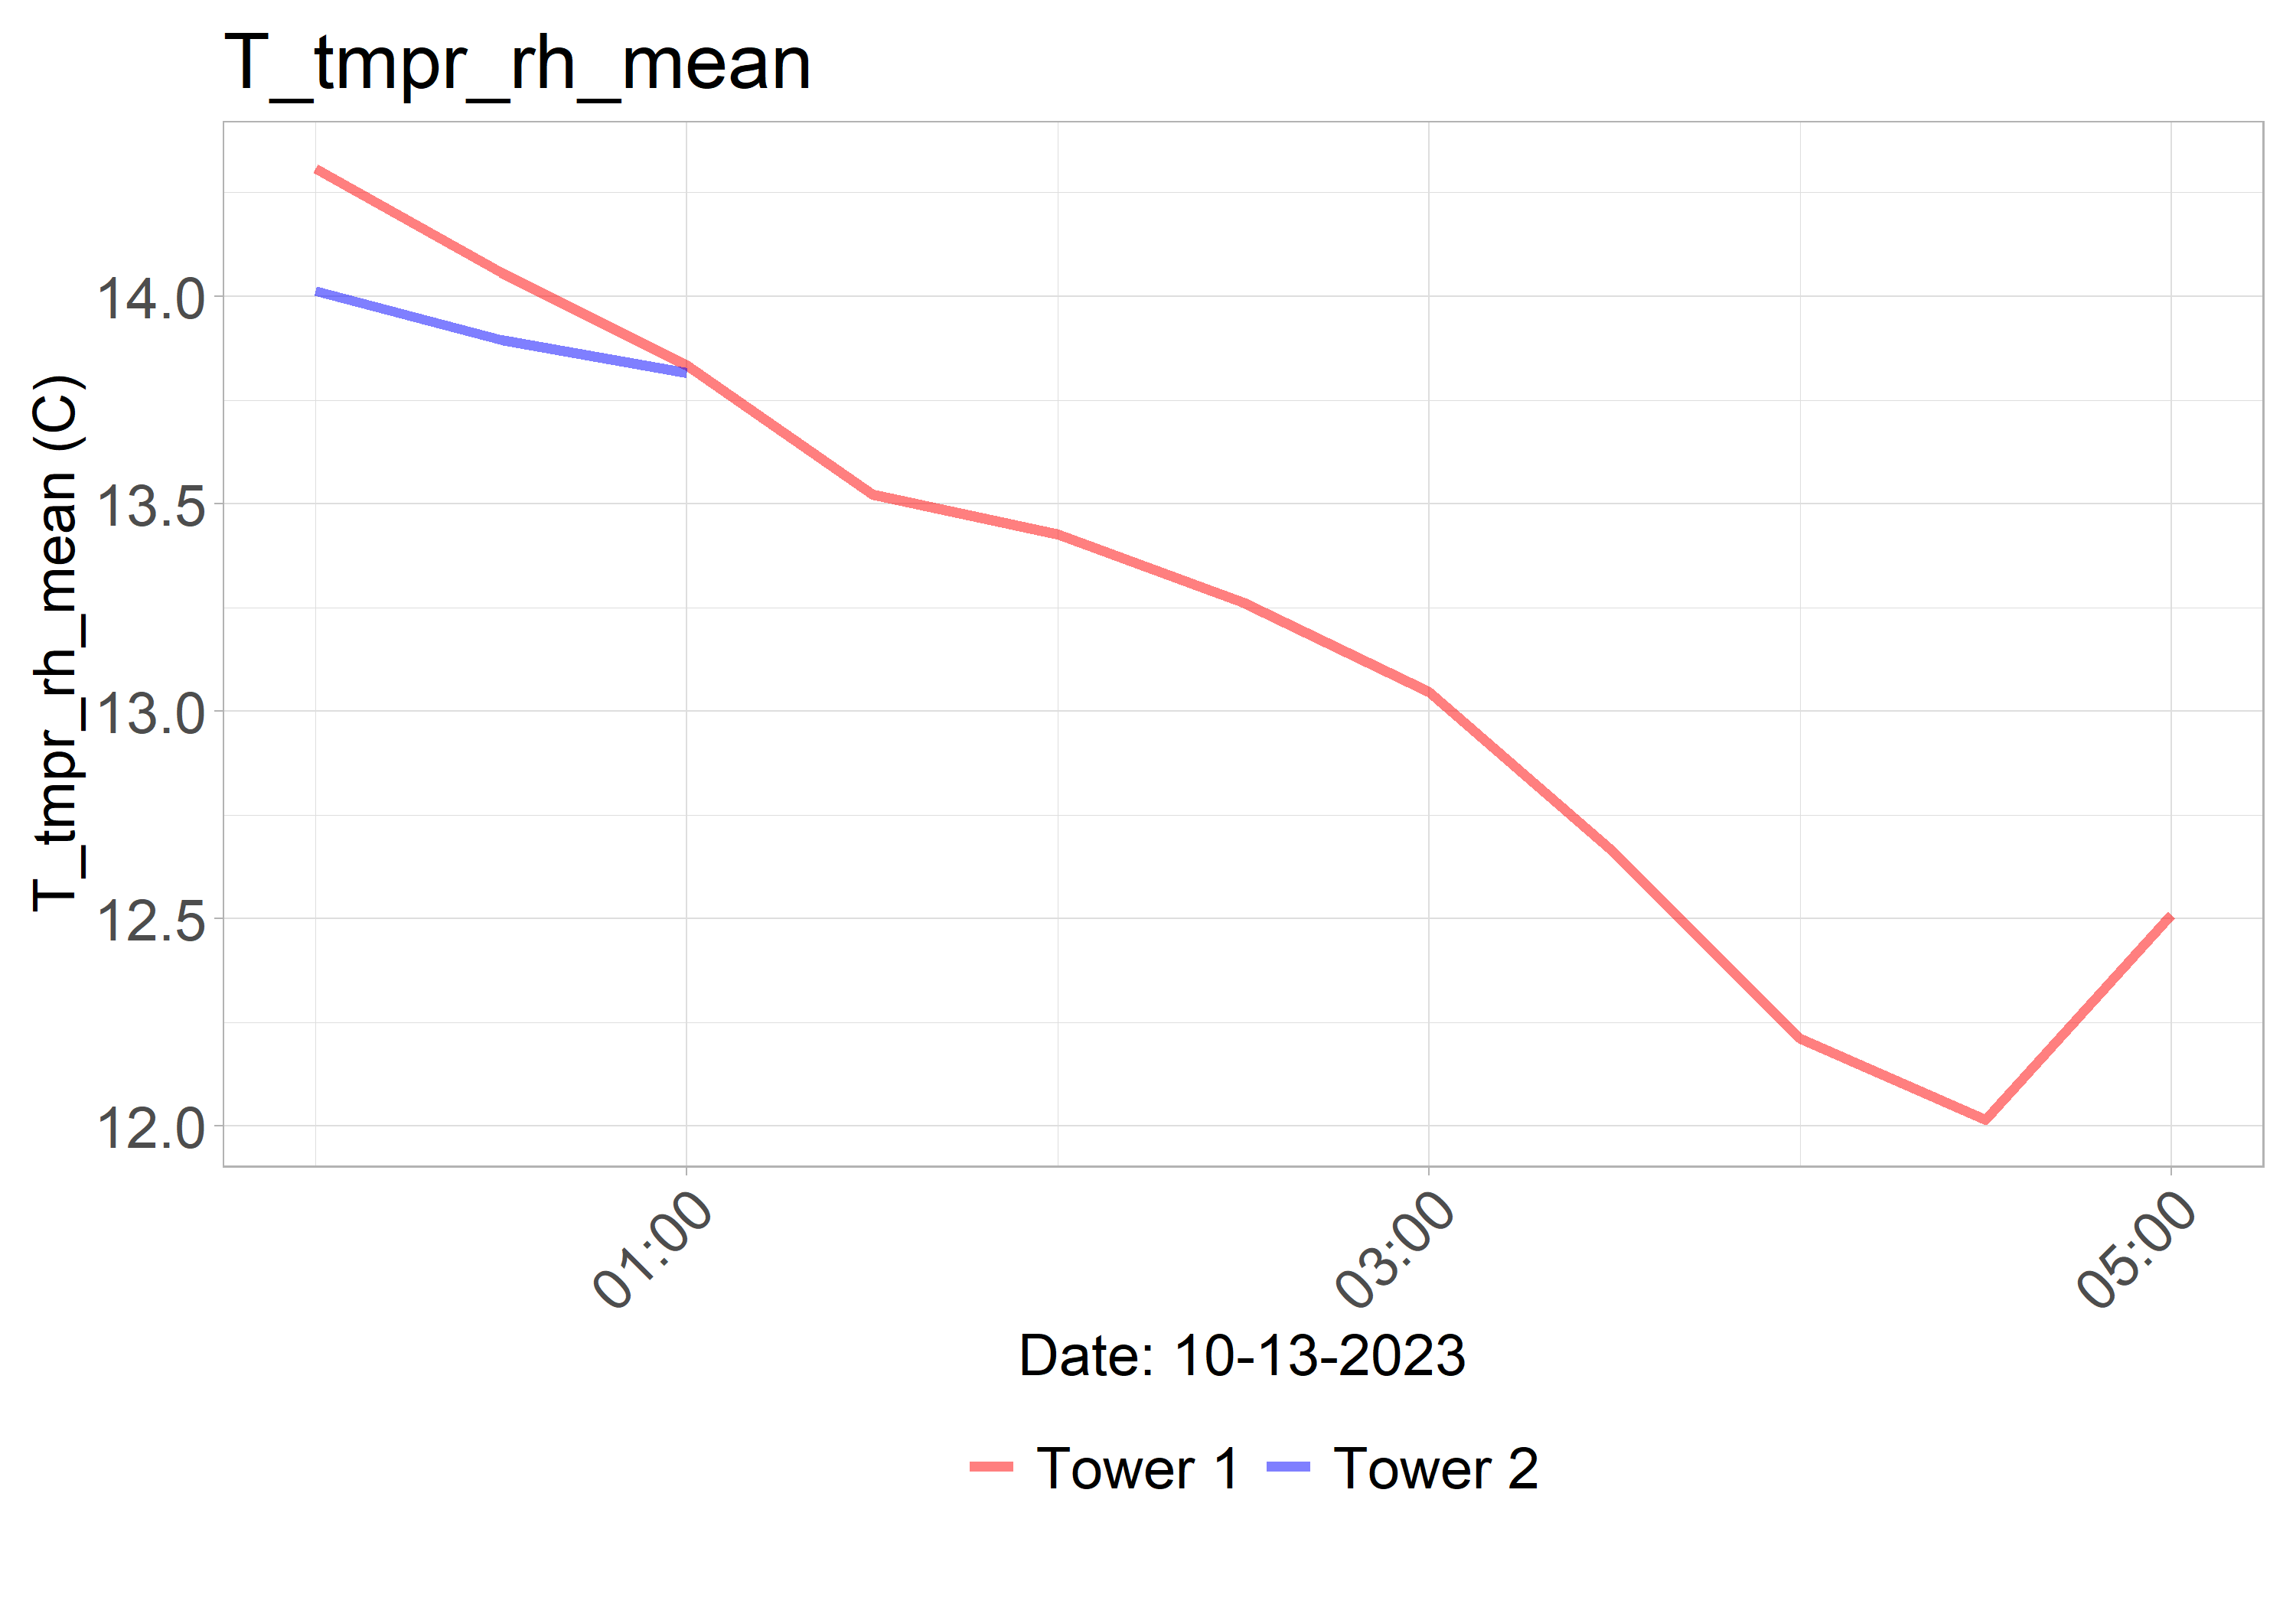 T_tmpr_rh_mean
T_tmpr_rh_mean (C)
14.0
13.5
13.0
12.5
12.0
01:00
03:00
05:00
Date: 10-13-2023
Tower 1
Tower 2